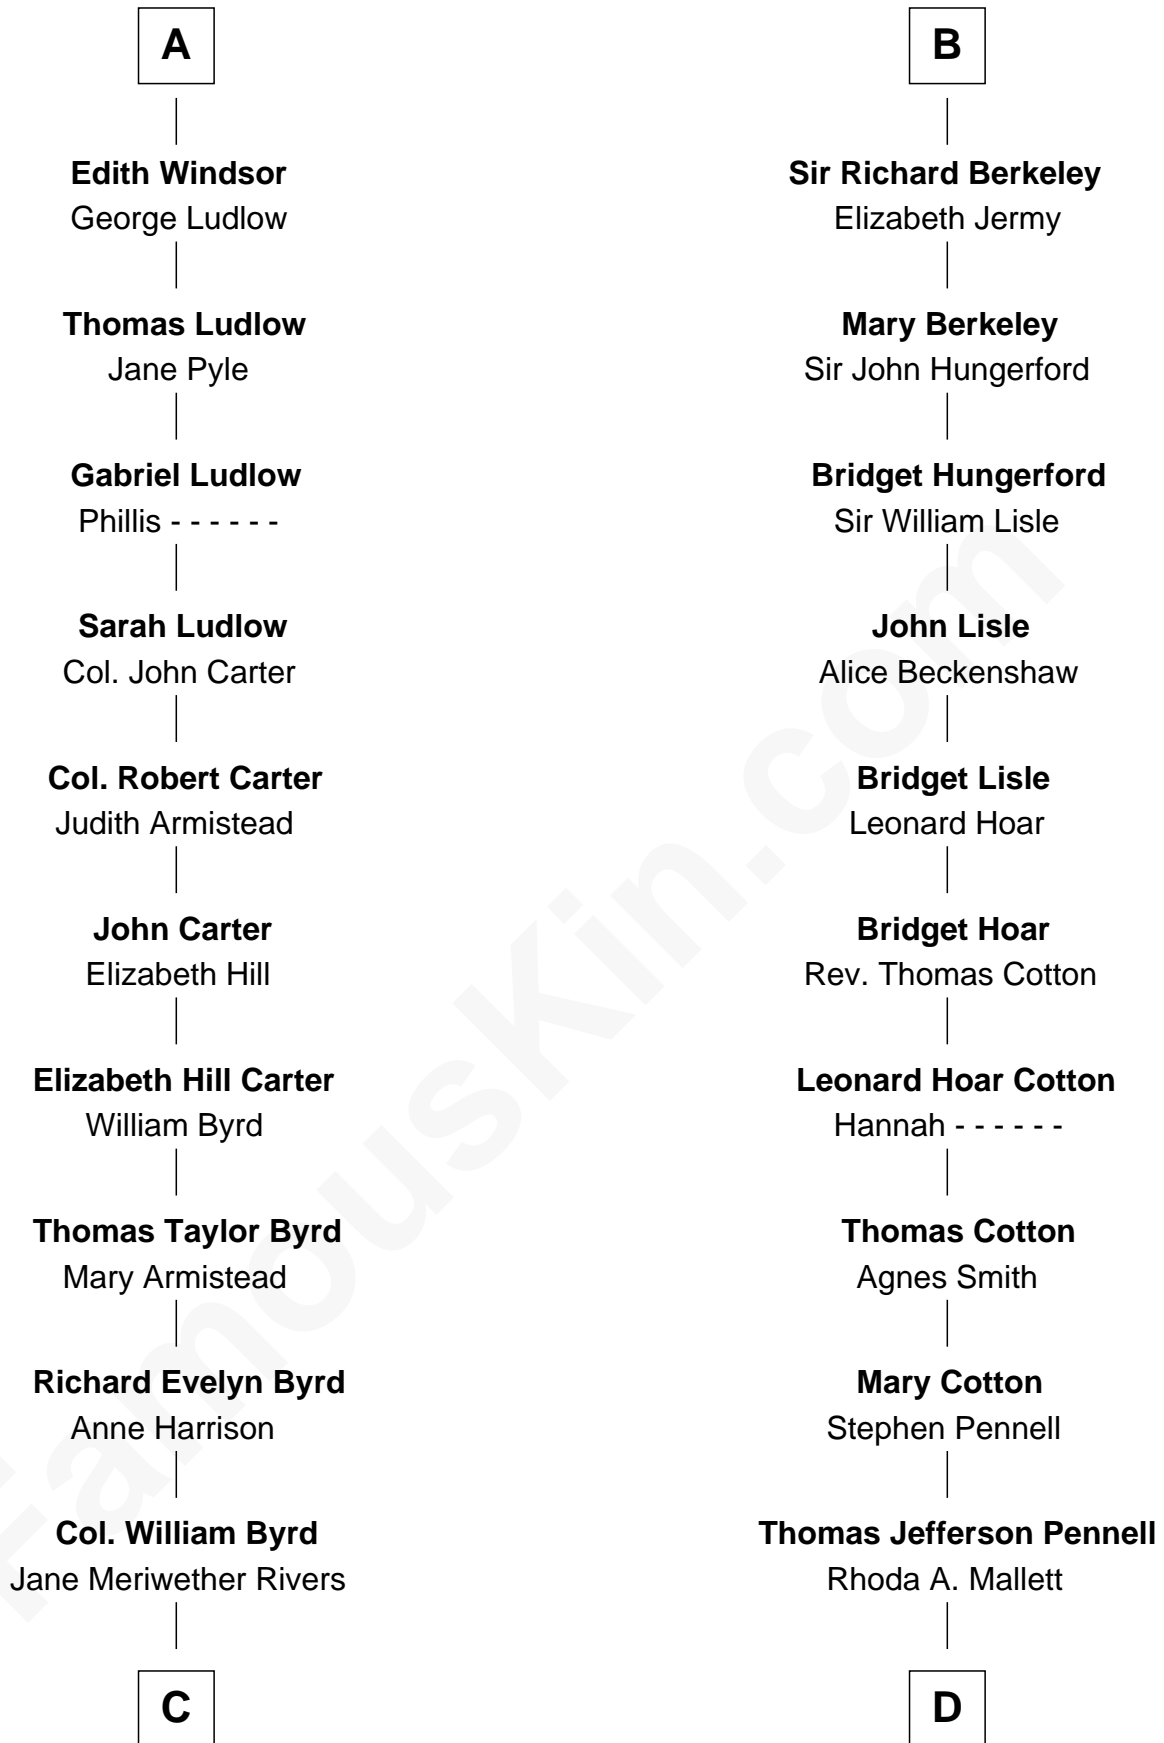 A
Edith Windsor
George Ludlow
Thomas Ludlow
Jane Pyle
Gabriel Ludlow
Phillis - - - - - -
Sarah Ludlow
Col. John Carter
Col. Robert Carter
Judith Armistead
John Carter
Elizabeth Hill
Elizabeth Hill Carter
William Byrd
Thomas Taylor Byrd
Mary Armistead
Richard Evelyn Byrd
Anne Harrison
Col. William Byrd
Jane Meriwether Rivers
C
B
Sir Richard Berkeley
Elizabeth Jermy
Mary Berkeley
Sir John Hungerford
Bridget Hungerford
Sir William Lisle
John Lisle
Alice Beckenshaw
Bridget Lisle
Leonard Hoar
Bridget Hoar
Rev. Thomas Cotton
Leonard Hoar Cotton
Hannah - - - - - -
Thomas Cotton
Agnes Smith
Mary Cotton
Stephen Pennell
Thomas Jefferson Pennell
Rhoda A. Mallett
D
FamousKin.com